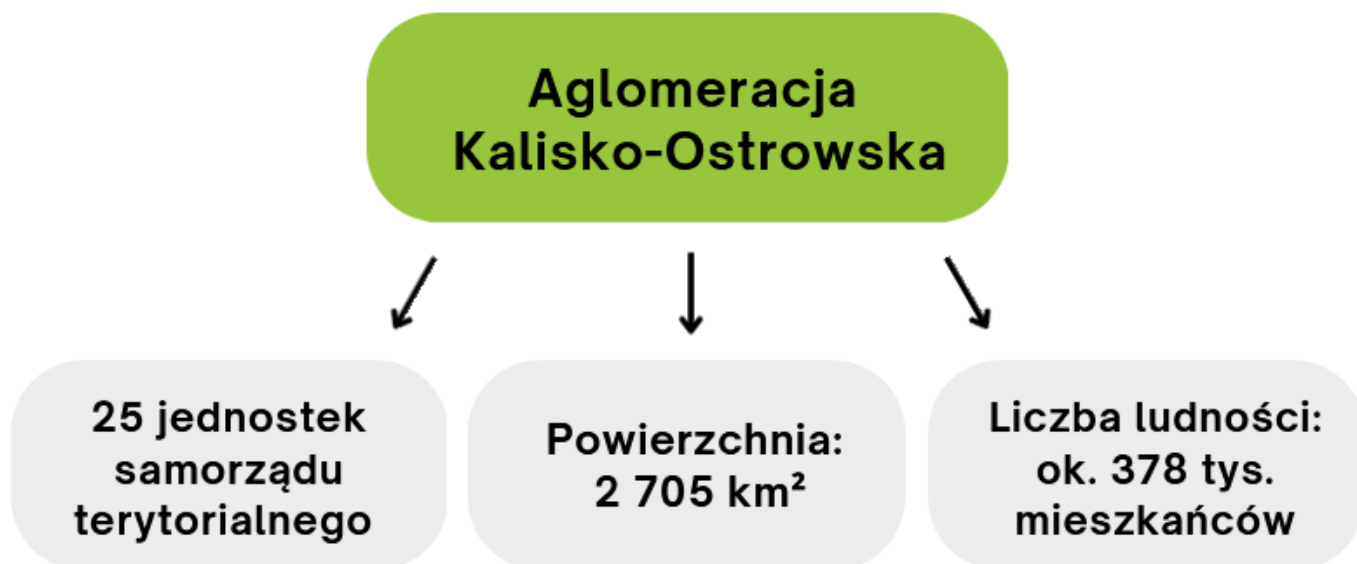 Aglomeracja
Kalisko-Ostrowska
25 jednostek
samorządu
terytorialnego
Powierzchnia:
2 705 km²
Liczba ludności:
ok. 378 tys.
mieszkańców